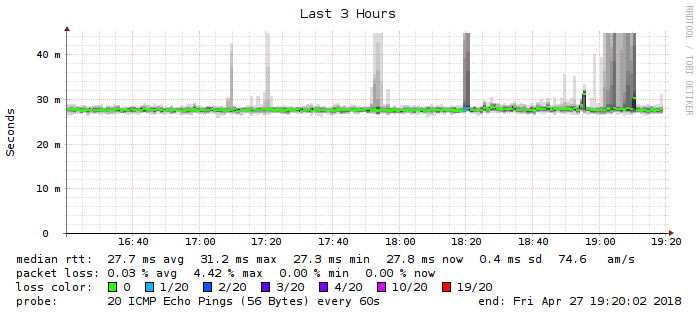 Last 3 Hours
RRDTOOL / TOBI OETIKER
Seconds
40 m
30 m
20 m
10 m
0
16:40 17:00 17:20 17:40 18:00 18:20 18:40 19:00 19:20
median rtt: 27.7 ms avg 31.2 ms max 27.3 ms min 27.8 ms now 0.4 ms sd 74.6 am/s
packet loss: 0.03 % avg 4.42 % max 0.00 % min 0.00 % now
loss color: 0 1/20 2/20 3/20 4/20 10/20 19/20
probe: 20 ICMP Echo Pings (56 Bytes) every 60s end: Fri Apr 27 19:20:02 2018